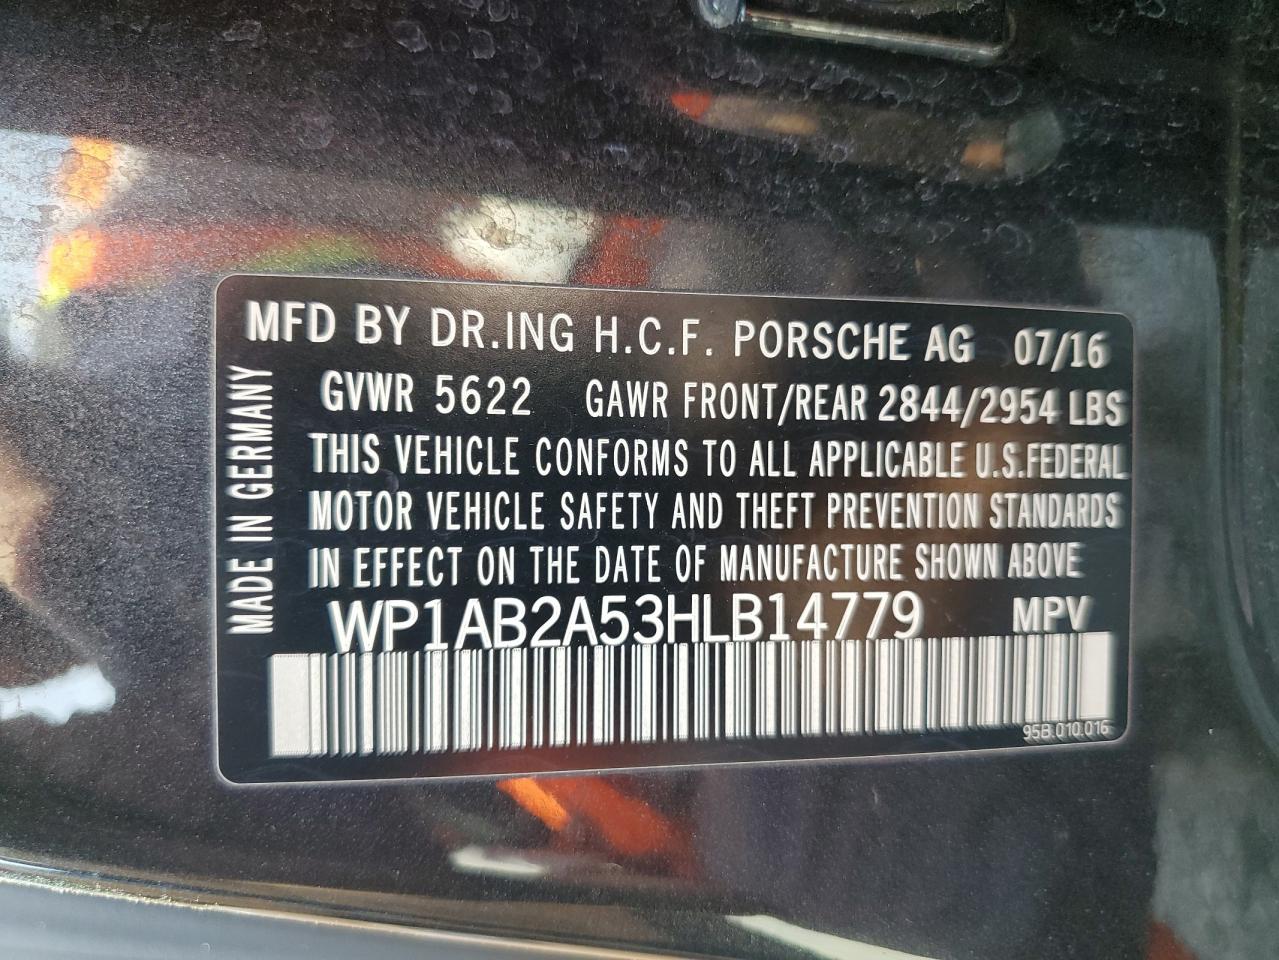 MFD BY DR.ING H.C.F. PORSCHE AG 07/16
GVWR 5622 GAWR FRONT/REAR 2844/2954 LBS
THIS VEHICLE CONFORMS TO ALL APPLICABLE U.S.FEDERAL
MOTOR VEHICLE SAFETY AND THEFT PREVENTION STANDARDS
IN EFFECT ON THE DATE OF MANUFACTURE SHOWN ABOVE
WP1AB2A53HLB14779 MPV
95B.010.016
MADE IN GERMANY